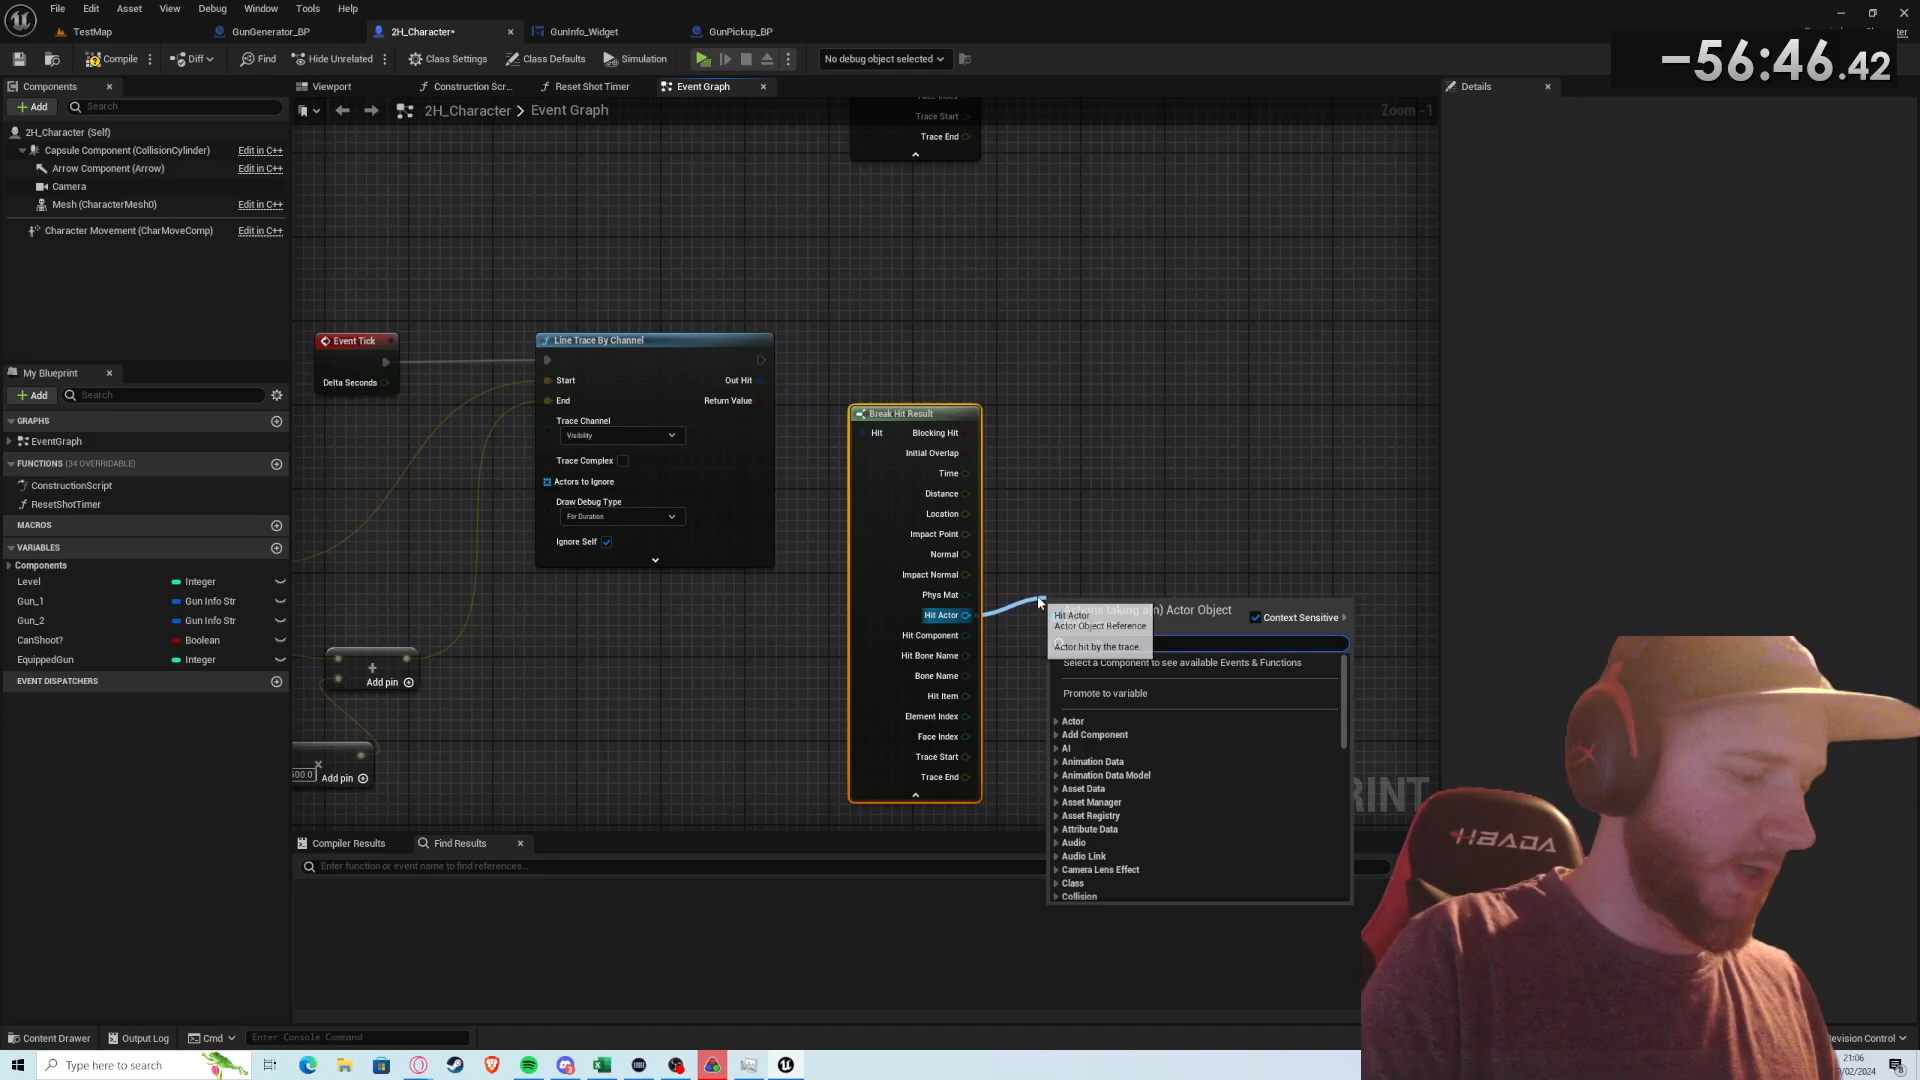 File Edit Asset View Debug Window Tools Help
TestMap GunGenerator_BP 2H_Character• GunInfo_Widget GunPickup_BP
Compile Diff Find Hide Unrelated Class Settings Class Defaults Simulation No debug object selected
−56:46.42
Components Viewport Construction Scr... Reset Shot Timer Event Graph Details
Add Search
2H_Character > Event Graph Zoom -1
2H_Character (Self)
Capsule Component (CollisionCylinder) Edit in C++
Arrow Component (Arrow) Edit in C++
Camera
Mesh (CharacterMesh0) Edit in C++
Character Movement (CharMoveComp) Edit in C++
Trace Start
Trace End
My Blueprint
Add Search
GRAPHS
EventGraph
FUNCTIONS (34 OVERRIDABLE)
ConstructionScript
ResetShotTimer
MACROS
VARIABLES
Components
Level Integer
Gun_1 Gun Info Str
Gun_2 Gun Info Str
CanShoot? Boolean
EquippedGun Integer
EVENT DISPATCHERS
Event Tick
Delta Seconds
Line Trace By Channel
Start Out Hit
End Return Value
Trace Channel
Visibility
Trace Complex
Actors to Ignore
Draw Debug Type
For Duration
Ignore Self
Add pin
Add pin
Break Hit Result
Hit Blocking Hit
Initial Overlap
Time
Distance
Location
Impact Point
Normal
Impact Normal
Phys Mat
Hit Actor
Hit Component
Hit Bone Name
Bone Name
Hit Item
Element Index
Face Index
Trace Start
Trace End
Actor Object
Context Sensitive
Hit Actor
Actor Object Reference
Actor hit by the trace.
Select a Component to see available Events & Functions
Promote to variable
Actor
Add Component
AI
Animation Data
Animation Data Model
Asset Data
Asset Manager
Asset Registry
Attribute Data
Audio
Audio Link
Camera Lens Effect
Class
Collision
Compiler Results Find Results
Enter function or event name to find references...
HBADA
Content Drawer Output Log Cmd Enter Console Command
Type here to search
21:06